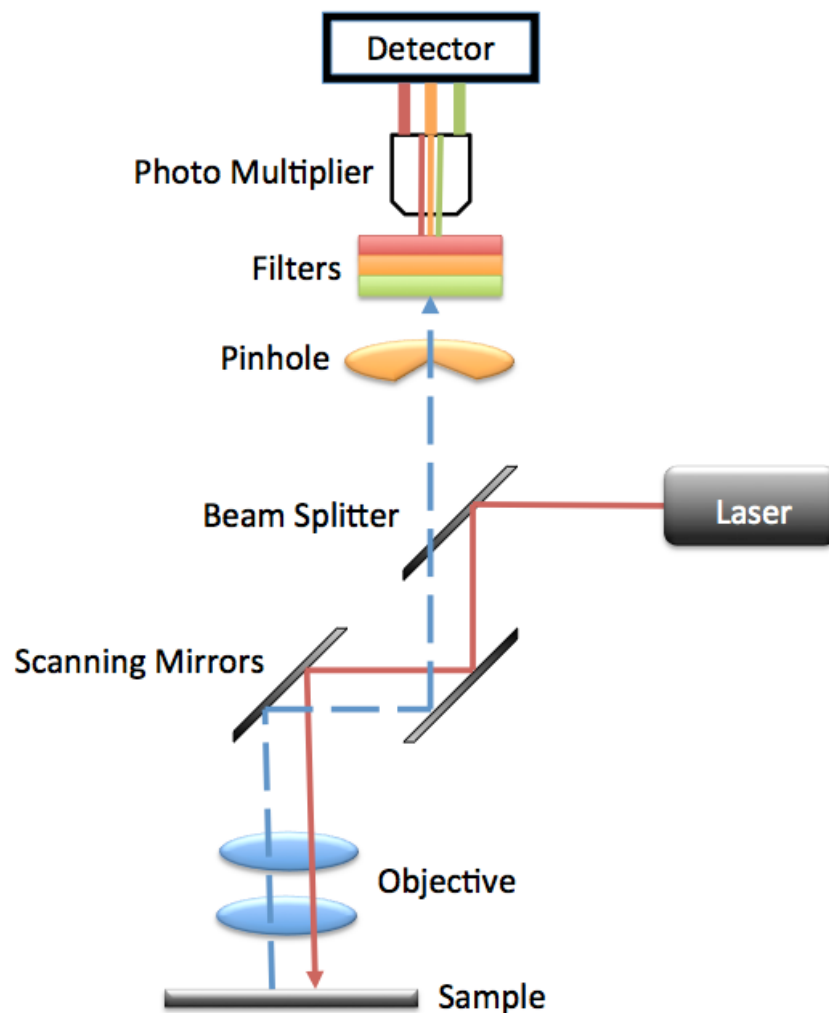 Detector
Photo Multiplier
Filters
Pinhole
Beam Splitter
Laser
Scanning Mirrors
Objective
Sample